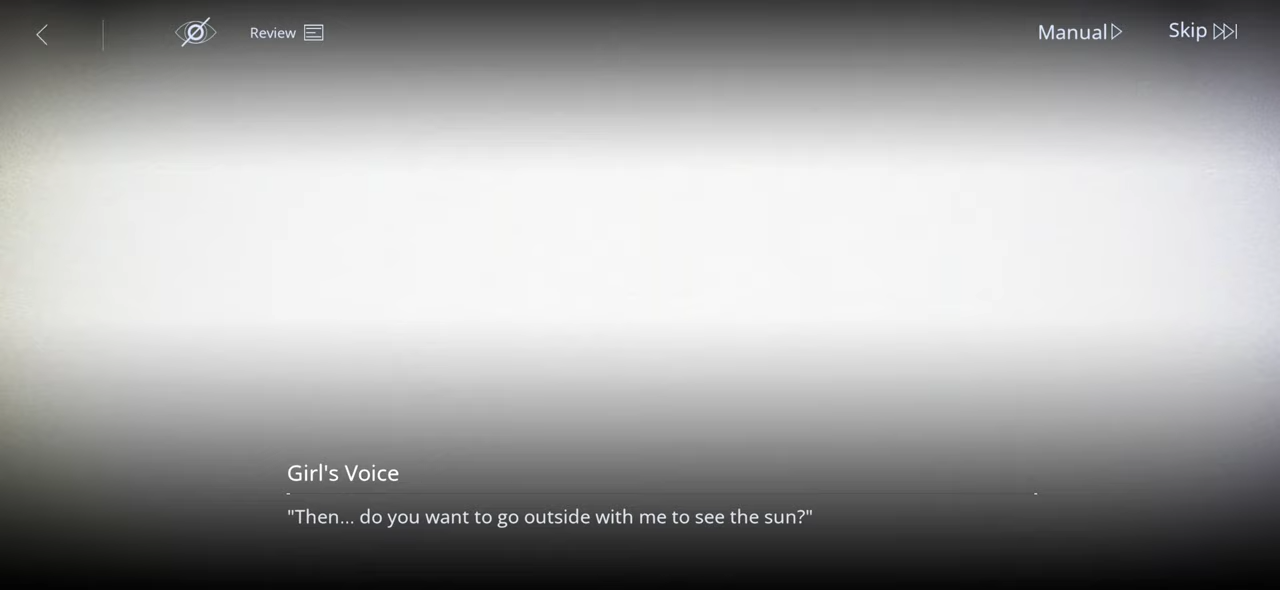 Review
Manual
Skip
Girl's Voice
"Then... do you want to go outside with me to see the sun?"